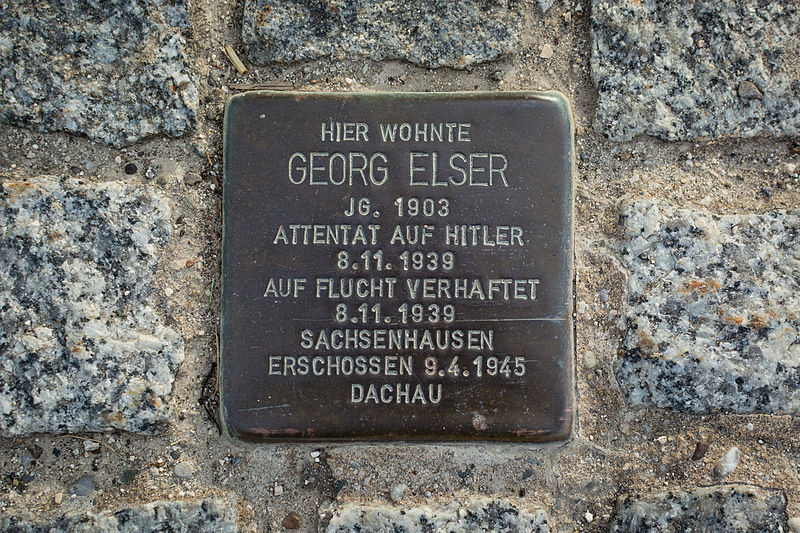 HIER WOHNTE
GEORG ELSER
JG. 1903
ATTENTAT AUF HITLER
8.11.1939
AUF FLUCHT VERHAFTET
8.11.1939
SACHSENHAUSEN
ERSCHOSSEN 9.4.1945
DACHAU